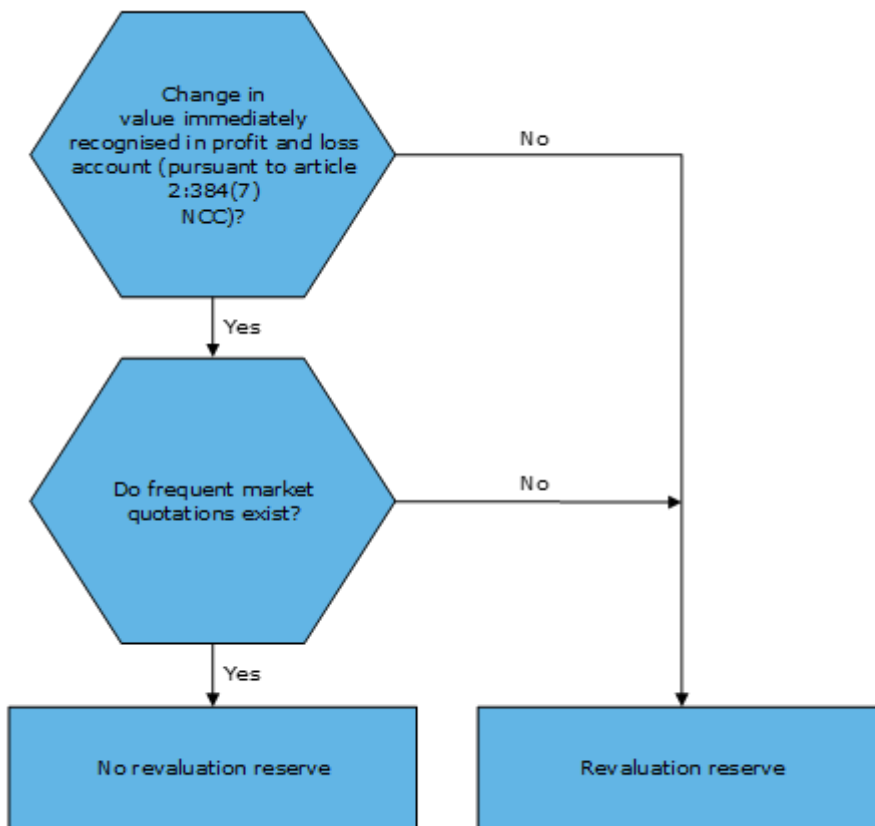 Change in
value immediately
recognised in profit and loss
account (pursuant to article
2:384(7)
NCC)?
No
Yes
Do frequent market
quotations exist?
No
Yes
No revaluation reserve
Revaluation reserve